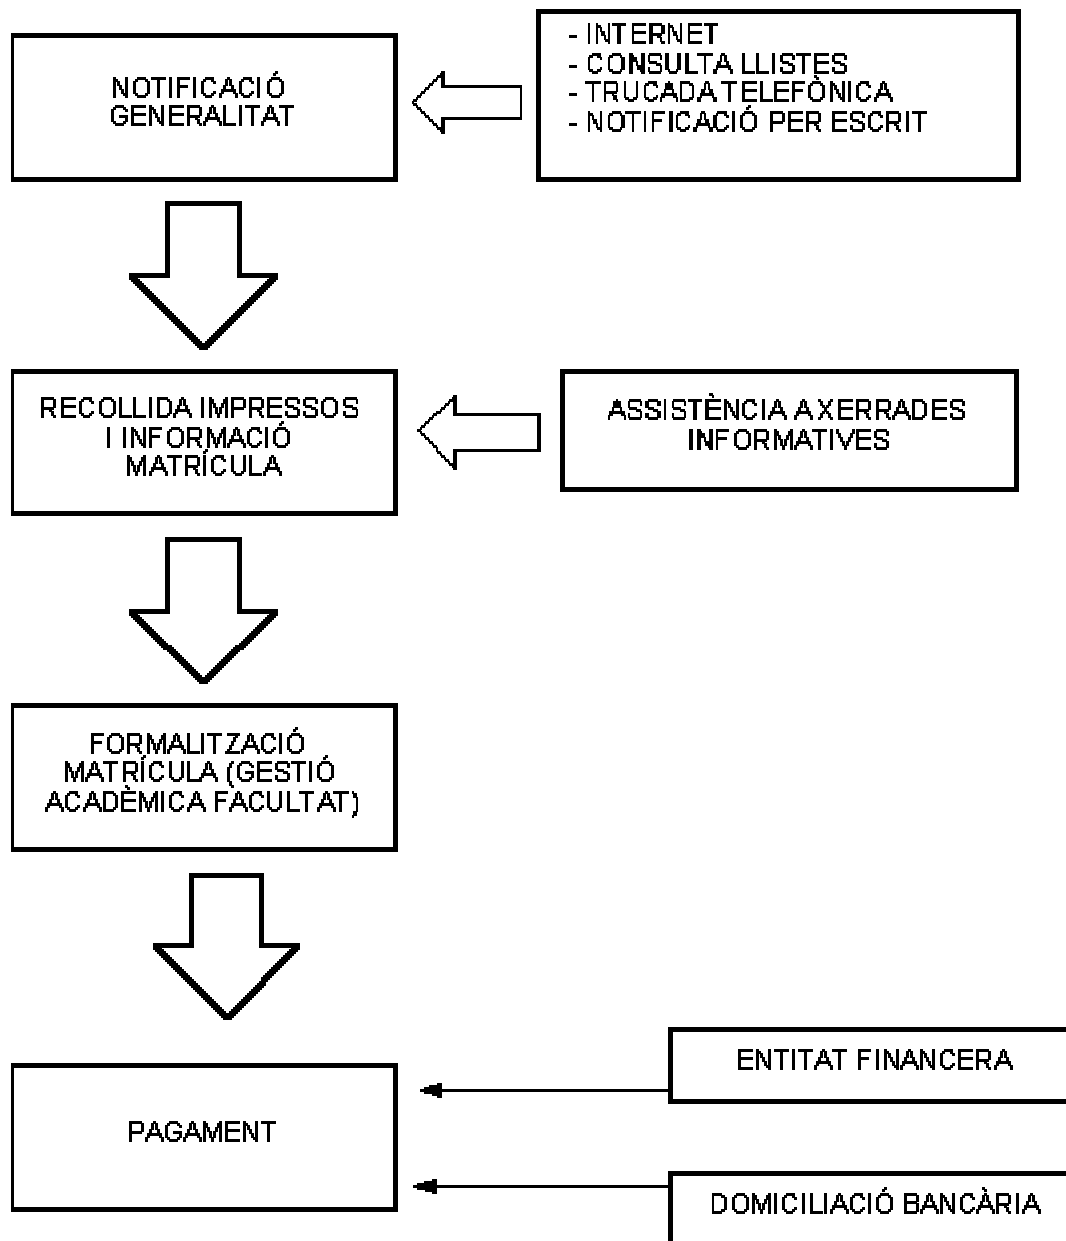 NOTIFICACIÓ
GENERALITAT
- INTERNET
- CONSULTA LLISTES
- TRUCADA TELEFÒNICA
- NOTIFICACIÓ PER ESCRIT
RECOLLIDA IMPRESSOS
I INFORMACIÓ
MATRÍCULA
ASSISTÈNCIA A XERRADES
INFORMATIVES
FORMALITZACIÓ
MATRÍCULA (GESTIÓ
ACADÈMICA FACULTAT)
PAGAMENT
ENTITAT FINANCERA
DOMICILIACIÓ BANCÀRIA